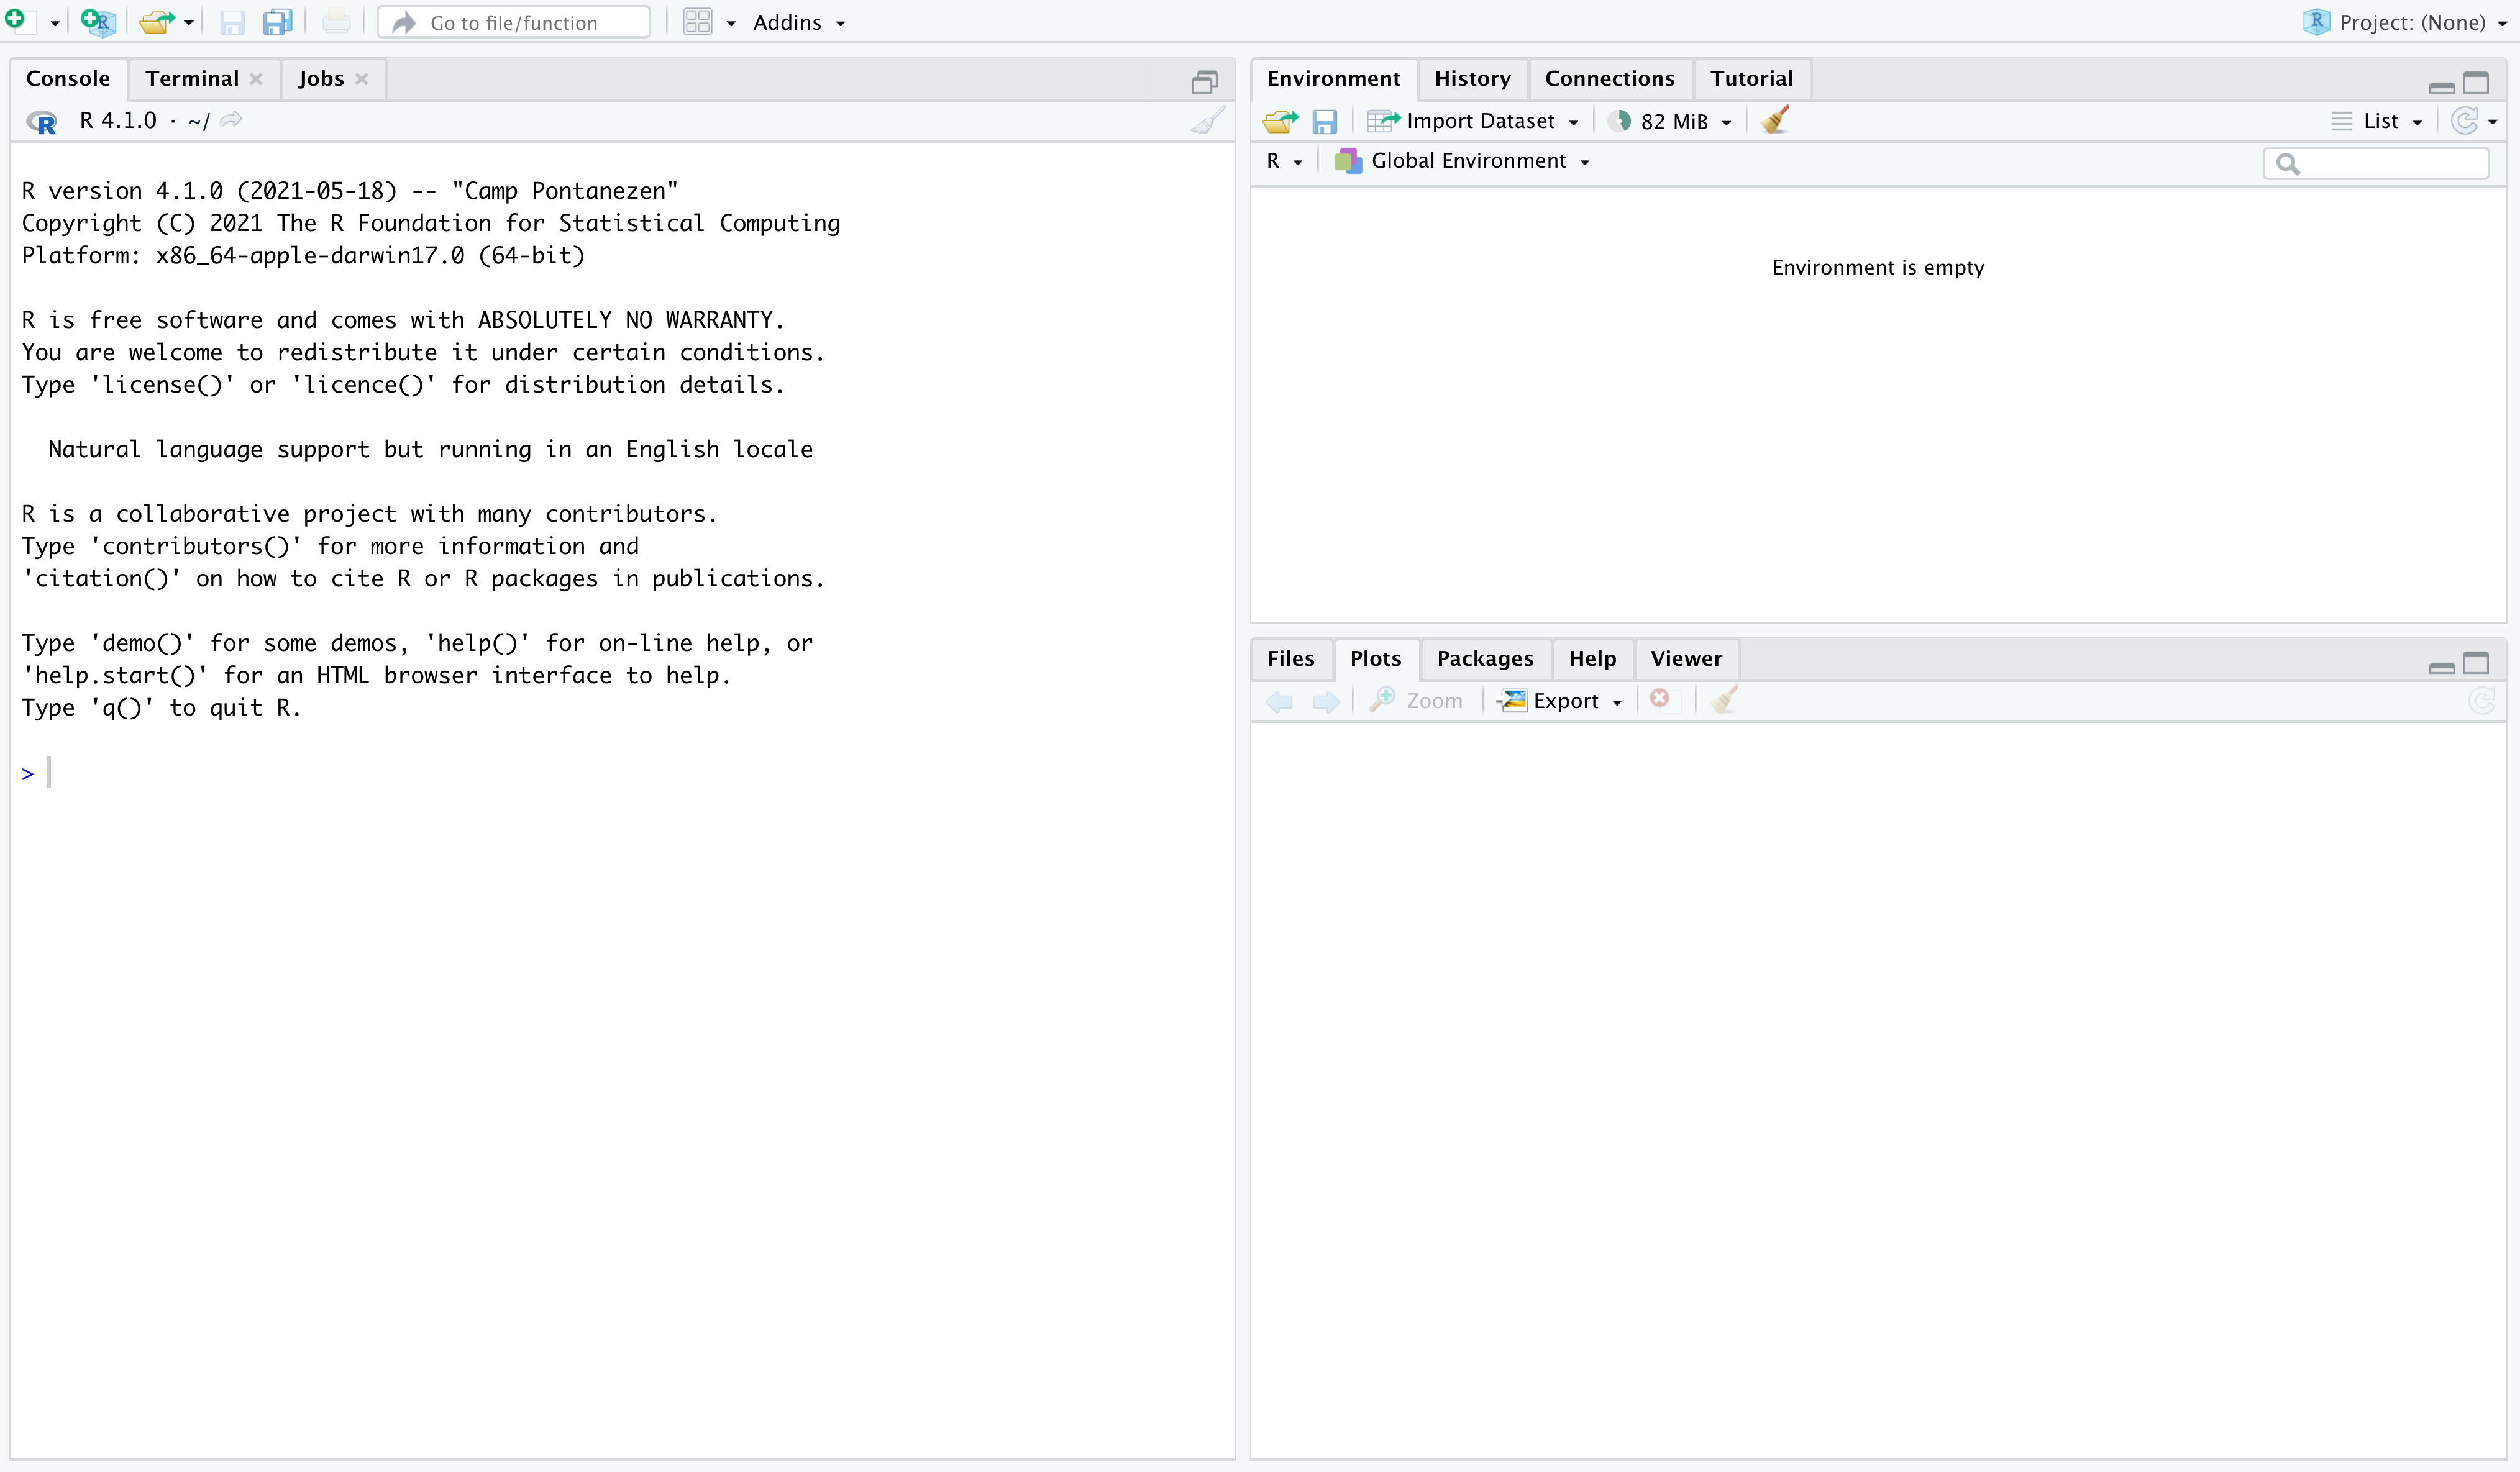 Go to file/function
Addins
Project: (None)
Console
Terminal
Jobs
R 4.1.0 · ~/
R version 4.1.0 (2021-05-18) -- "Camp Pontanezen"
Copyright (C) 2021 The R Foundation for Statistical Computing
Platform: x86_64-apple-darwin17.0 (64-bit)
R is free software and comes with ABSOLUTELY NO WARRANTY.
You are welcome to redistribute it under certain conditions.
Type 'license()' or 'licence()' for distribution details.
Natural language support but running in an English locale
R is a collaborative project with many contributors.
Type 'contributors()' for more information and
'citation()' on how to cite R or R packages in publications.
Type 'demo()' for some demos, 'help()' for on-line help, or
'help.start()' for an HTML browser interface to help.
Type 'q()' to quit R.
>
Environment
History
Connections
Tutorial
Import Dataset
82 MiB
List
R
Global Environment
Environment is empty
Files
Plots
Packages
Help
Viewer
Zoom
Export